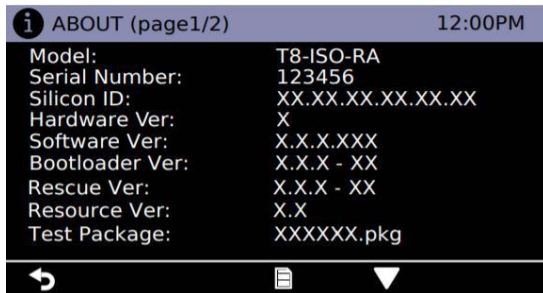 i ABOUT (page1/2) 12:00PM
Model: T8-ISO-RA
Serial Number: 123456
Silicon ID: XX.XX.XX.XX.XX.XX
Hardware Ver: X
Software Ver: X.X.X.XXX
Bootloader Ver: X.X.X - XX
Rescue Ver: X.X.X - XX
Resource Ver: X.X
Test Package: XXXXXX.pkg